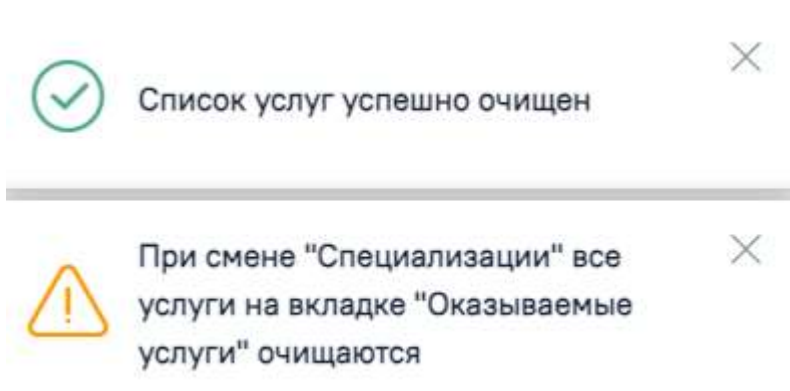 Список услуг успешно очищен
При смене "Специализации" все
услуги на вкладке "Оказываемые
услуги" очищаются